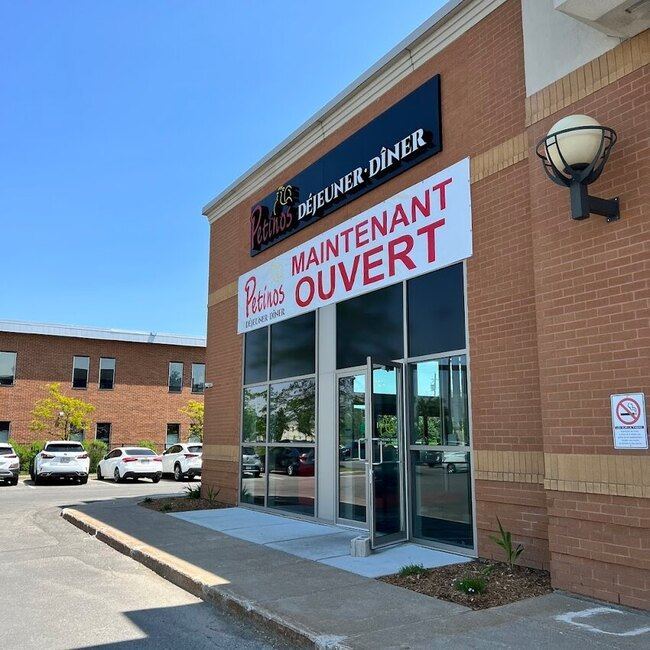 Petinos DÉJEUNER·DÎNER
MAINTENANT
OUVERT
Petinos
DÉJEUNER·DÎNER